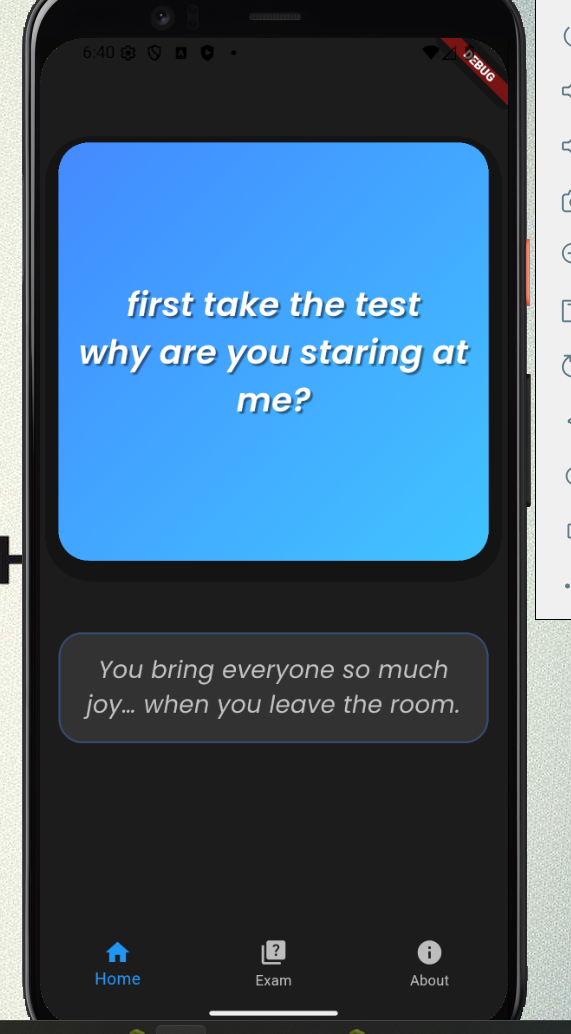 6:40
DEBUG
first take the test
why are you staring at
me?
You bring everyone so much
joy... when you leave the room.
Home
Exam
About